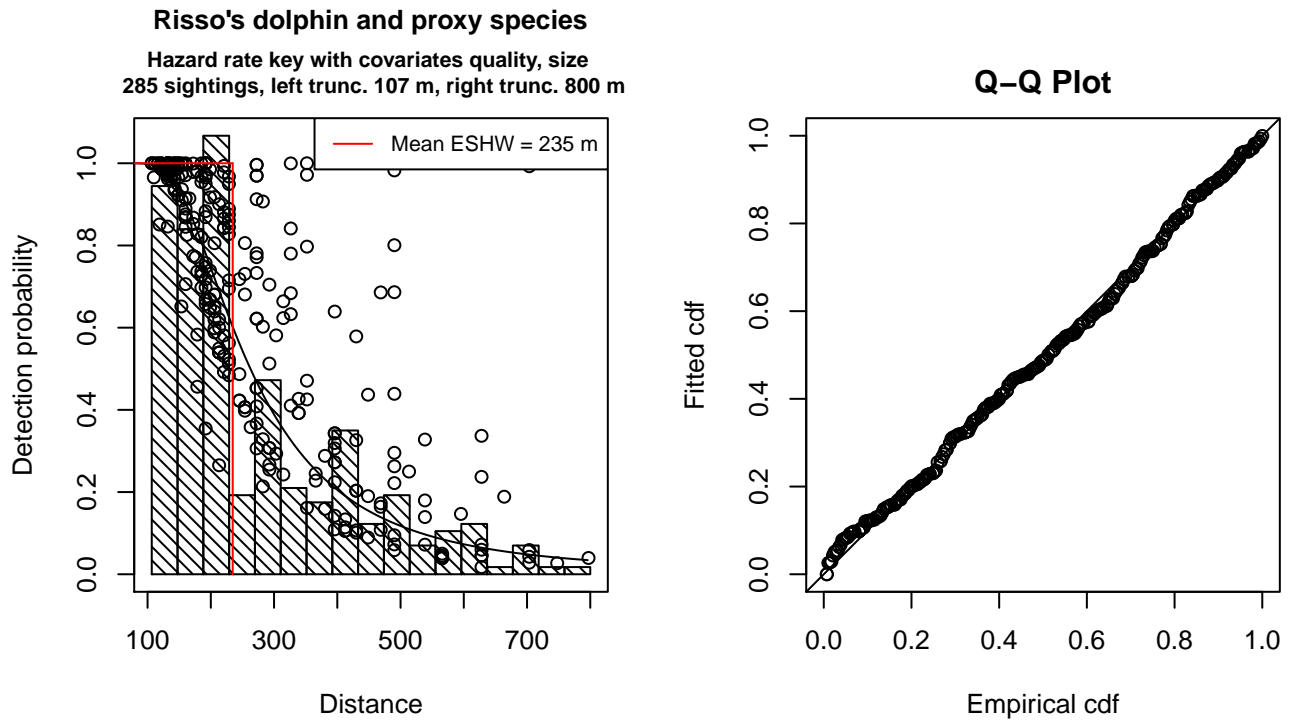 Risso's dolphin and proxy species
Hazard rate key with covariates quality, size
285 sightings, left trunc. 107 m, right trunc. 800 m
Mean ESHW = 235 m
Detection probability
0.0 0.2 0.4 0.6 0.8 1.0
100 300 500 700
Distance
Q−Q Plot
Fitted cdf
0.0 0.2 0.4 0.6 0.8 1.0
0.0 0.2 0.4 0.6 0.8 1.0
Empirical cdf